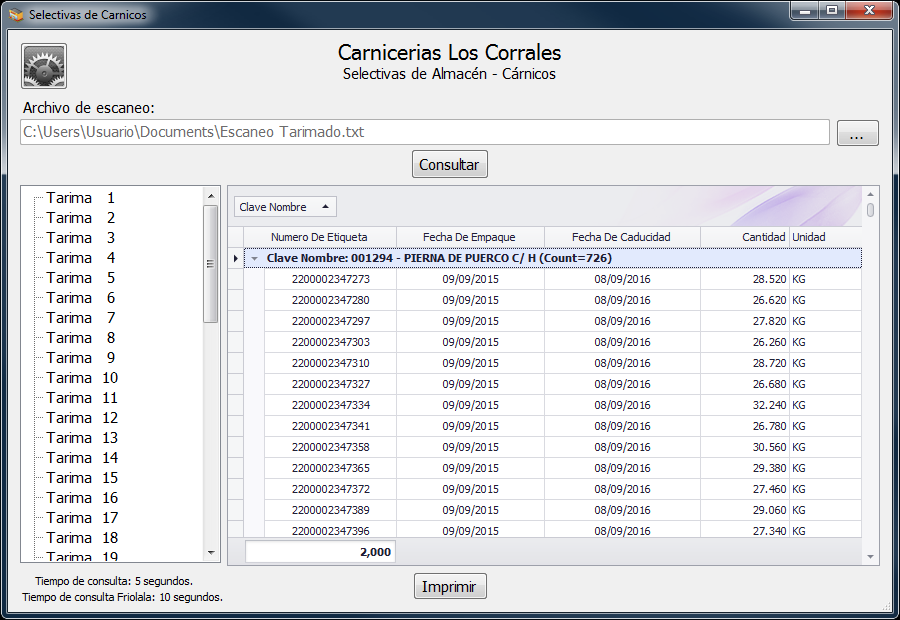 Selectivas de Carnicos
Carnicerias Los Corrales
Selectivas de Almacén - Cárnicos
Archivo de escaneo:
C:\Users\Usuario\Documents\Escaneo Tarimado.txt
...
Consultar
Tarima 1
Tarima 2
Tarima 3
Tarima 4
Tarima 5
Tarima 6
Tarima 7
Tarima 8
Tarima 9
Tarima 10
Tarima 11
Tarima 12
Tarima 13
Tarima 14
Tarima 15
Tarima 16
Tarima 17
Tarima 18
Tarima 19
Clave Nombre
Numero De Etiqueta Fecha De Empaque Fecha De Caducidad Cantidad Unidad
Clave Nombre: 001294 - PIERNA DE PUERCO C/ H (Count=726)
2200002347273 09/09/2015 08/09/2016 28.520 KG
2200002347280 09/09/2015 08/09/2016 26.620 KG
2200002347297 09/09/2015 08/09/2016 27.820 KG
2200002347303 09/09/2015 08/09/2016 26.260 KG
2200002347310 09/09/2015 08/09/2016 28.720 KG
2200002347327 09/09/2015 08/09/2016 26.680 KG
2200002347334 09/09/2015 08/09/2016 32.240 KG
2200002347341 09/09/2015 08/09/2016 26.780 KG
2200002347358 09/09/2015 08/09/2016 30.560 KG
2200002347365 09/09/2015 08/09/2016 29.380 KG
2200002347372 09/09/2015 08/09/2016 27.460 KG
2200002347389 09/09/2015 08/09/2016 29.060 KG
2200002347396 09/09/2015 08/09/2016 27.340 KG
2,000
Tiempo de consulta: 5 segundos.
Tiempo de consulta Friolala: 10 segundos.
Imprimir